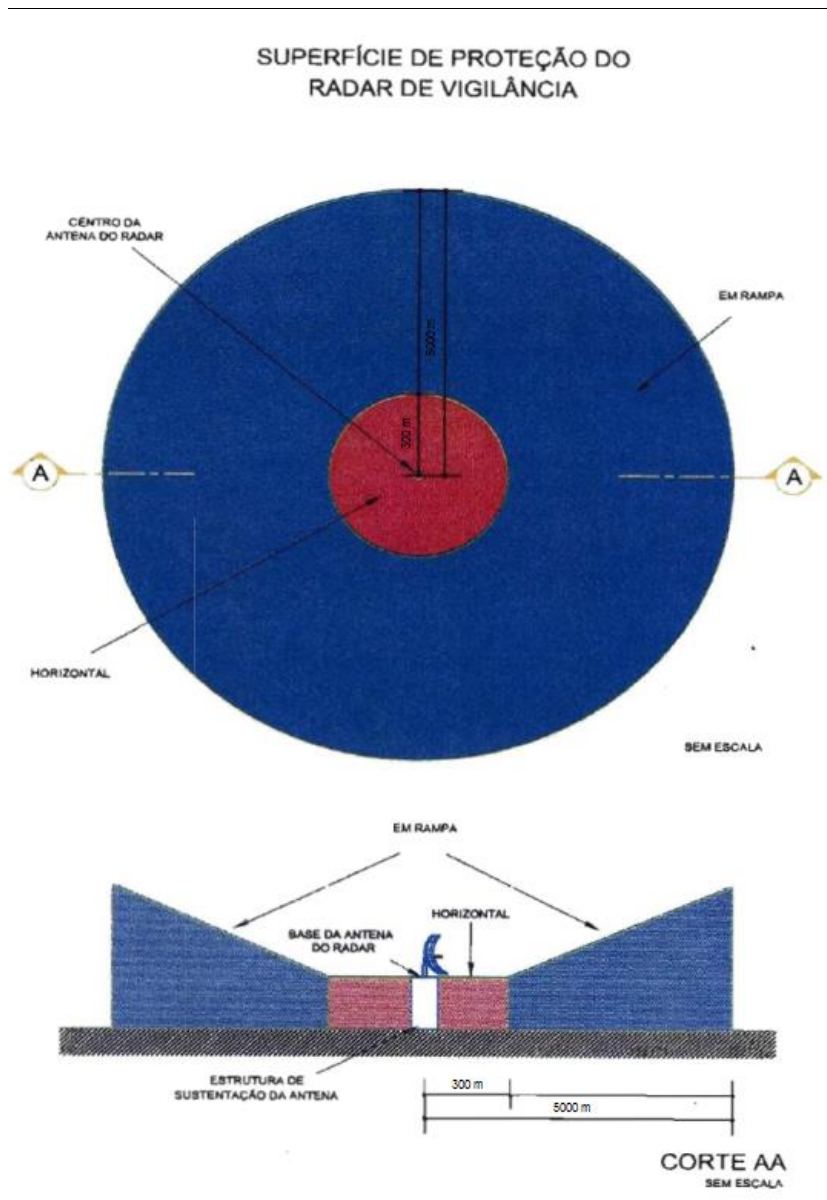 SUPERFÍCIE DE PROTEÇÃO DO
RADAR DE VIGILÂNCIA
CENTRO DA
ANTENA DO RADAR
EM RAMPA
5000 m
300 m
A
A
HORIZONTAL
SEM ESCALA
EM RAMPA
BASE DA ANTENA
DO RADAR
HORIZONTAL
ESTRUTURA DE
SUSTENTAÇÃO DA ANTENA
300 m
5000 m
CORTE AA
SEM ESCALA